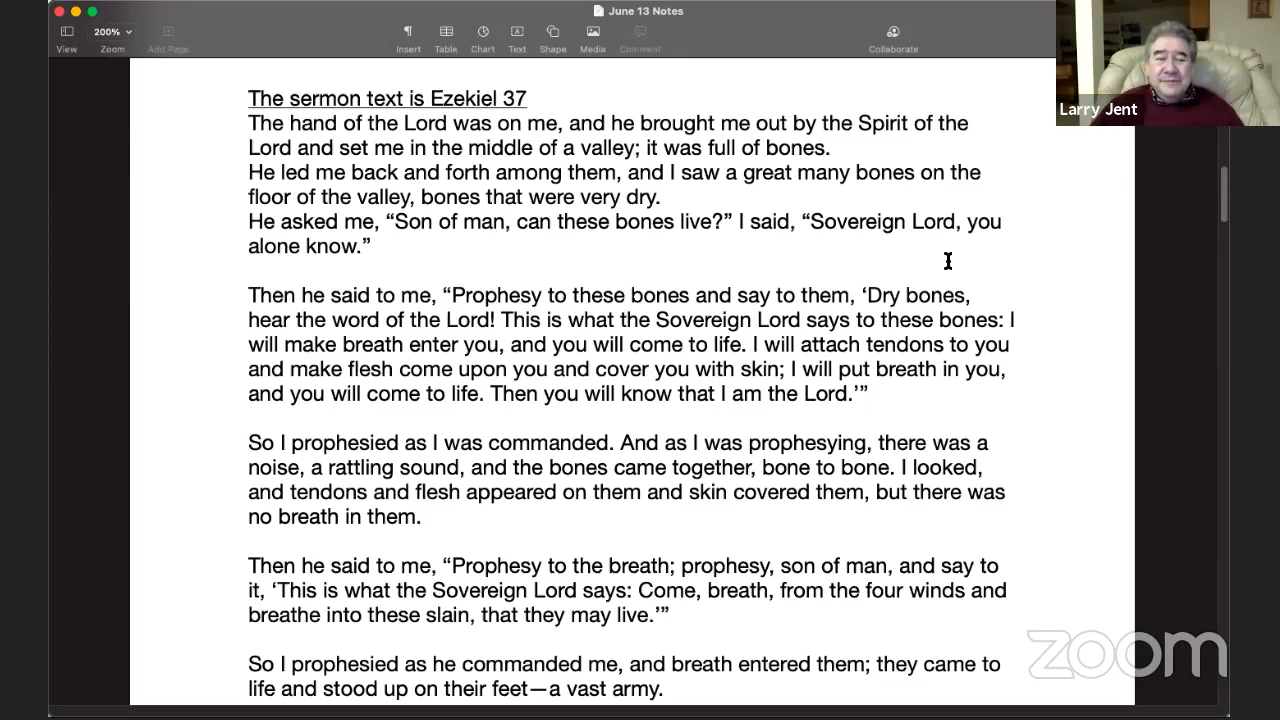 June 13 Notes
200%
View
Zoom
Add Page
Insert
Table
Chart
Text
Shape
Media
Comment
Collaborate
Larry Jent
The sermon text is Ezekiel 37
The hand of the Lord was on me, and he brought me out by the Spirit of the
Lord and set me in the middle of a valley; it was full of bones.
He led me back and forth among them, and I saw a great many bones on the
floor of the valley, bones that were very dry.
He asked me, “Son of man, can these bones live?” I said, “Sovereign Lord, you
alone know.”
Then he said to me, “Prophesy to these bones and say to them, ‘Dry bones,
hear the word of the Lord! This is what the Sovereign Lord says to these bones: I
will make breath enter you, and you will come to life. I will attach tendons to you
and make flesh come upon you and cover you with skin; I will put breath in you,
and you will come to life. Then you will know that I am the Lord.’”
So I prophesied as I was commanded. And as I was prophesying, there was a
noise, a rattling sound, and the bones came together, bone to bone. I looked,
and tendons and flesh appeared on them and skin covered them, but there was
no breath in them.
Then he said to me, “Prophesy to the breath; prophesy, son of man, and say to
it, ‘This is what the Sovereign Lord says: Come, breath, from the four winds and
breathe into these slain, that they may live.’”
So I prophesied as he commanded me, and breath entered them; they came to
life and stood up on their feet—a vast army.
zoom